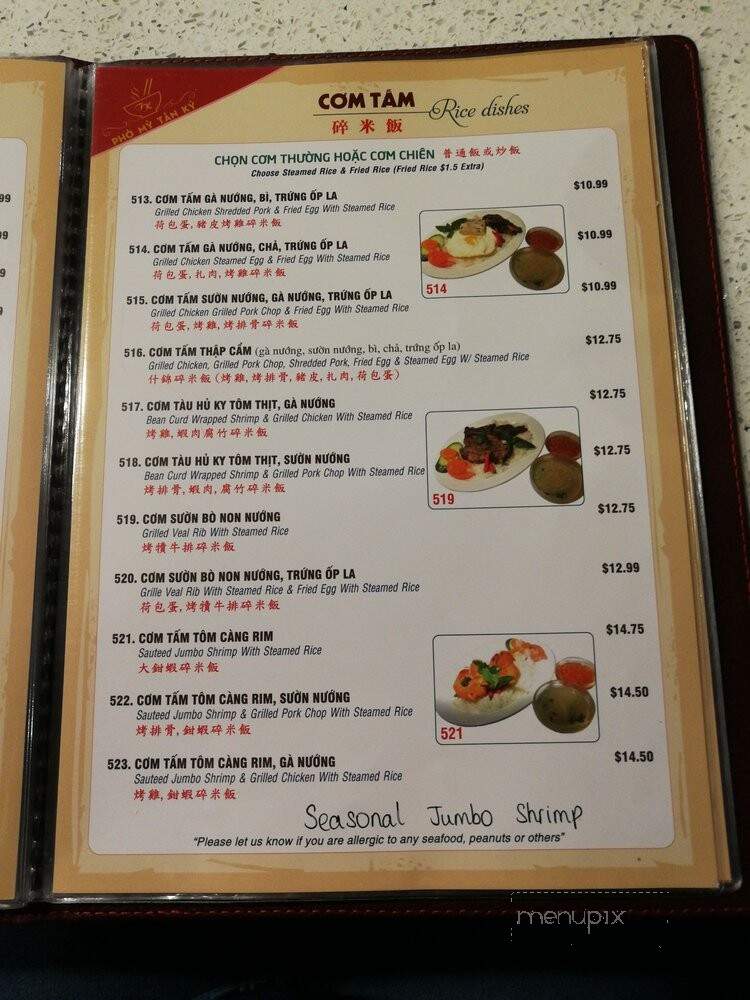 PHỞ MỸ TÂN KỲ
CƠM TÁM Rice dishes
碎米飯
CHỌN CƠM THƯỜNG HOẶC CƠM CHIÊN 普通飯或炒飯
Choose Steamed Rice & Fried Rice (Fried Rice $1.5 Extra)
513. CƠM TẤM GÀ NƯỚNG, BÌ, TRỨNG ỐP LA $10.99
Grilled Chicken Shredded Pork & Fried Egg With Steamed Rice
荷包蛋,豬皮烤雞碎米飯
514. CƠM TẤM GÀ NƯỚNG, CHẢ, TRỨNG ỐP LA $10.99
Grilled Chicken Steamed Egg & Fried Egg With Steamed Rice
荷包蛋,扎肉,烤雞碎米飯
514
515. CƠM TẤM SƯỜN NƯỚNG, GÀ NƯỚNG, TRỨNG ỐP LA $10.99
Grilled Chicken Grilled Pork Chop & Fried Egg With Steamed Rice
荷包蛋,烤雞,烤排骨碎米飯
516. CƠM TẤM THẬP CẨM (gà nướng, sườn nướng, bì, chả, trứng ốp la) $12.75
Grilled Chicken, Grilled Pork Chop, Shredded Pork, Fried Egg & Steamed Egg W/ Steamed Rice
什錦碎米飯(烤雞,烤排骨,豬皮,扎肉,荷包蛋)
517. CƠM TÀU HỦ KY TÔM THỊT, GÀ NƯỚNG $12.75
Bean Curd Wrapped Shrimp & Grilled Chicken With Steamed Rice
烤雞,蝦肉腐竹碎米飯
518. CƠM TÀU HỦ KY TÔM THỊT, SƯỜN NƯỚNG $12.75
Bean Curd Wrapped Shrimp & Grilled Pork Chop With Steamed Rice
烤排骨,蝦肉,腐竹碎米飯
519
519. CƠM SƯỜN BÒ NON NƯỚNG $12.75
Grilled Veal Rib With Steamed Rice
烤犢牛排碎米飯
520. CƠM SƯỜN BÒ NON NƯỚNG, TRỨNG ỐP LA $12.99
Grille Veal Rib With Steamed Rice & Fried Egg With Steamed Rice
荷包蛋,烤犢牛排碎米飯
521. CƠM TẤM TÔM CÀNG RIM $14.75
Sauteed Jumbo Shrimp With Steamed Rice
大鉗蝦碎米飯
522. CƠM TẤM TÔM CÀNG RIM, SƯỜN NƯỚNG $14.50
Sauteed Jumbo Shrimp & Grilled Pork Chop With Steamed Rice
烤排骨,鉗蝦碎米飯
521
523. CƠM TẤM TÔM CÀNG RIM, GÀ NƯỚNG $14.50
Sauteed Jumbo Shrimp & Grilled Chicken With Steamed Rice
烤雞,鉗蝦碎米飯
Seasonal Jumbo Shrimp
"Please let us know if you are allergic to any seafood, peanuts or others"
menupix